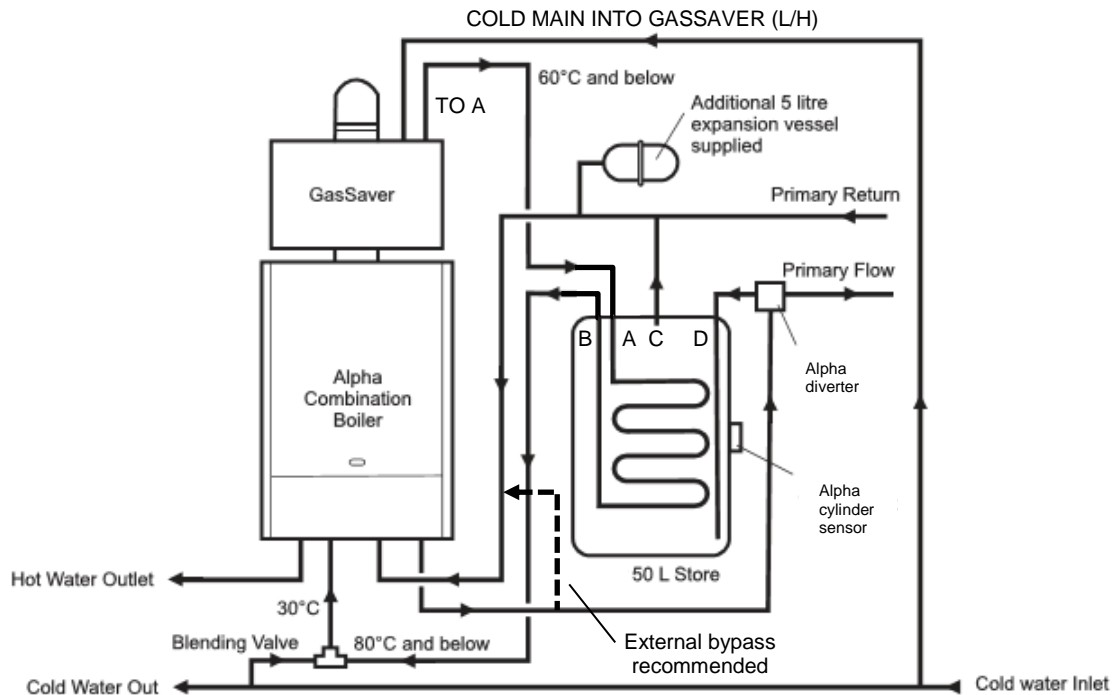 COLD MAIN INTO GASSAVER (L/H)
60°C and below
TO A
Additional 5 litre
expansion vessel
supplied
GasSaver
Primary Return
Primary Flow
B A C D
Alpha
Combination
Boiler
Alpha
diverter
Alpha
cylinder
sensor
50 L Store
Hot Water Outlet
30°C
Blending Valve
80°C and below
External bypass
recommended
Cold Water Out
Cold water Inlet